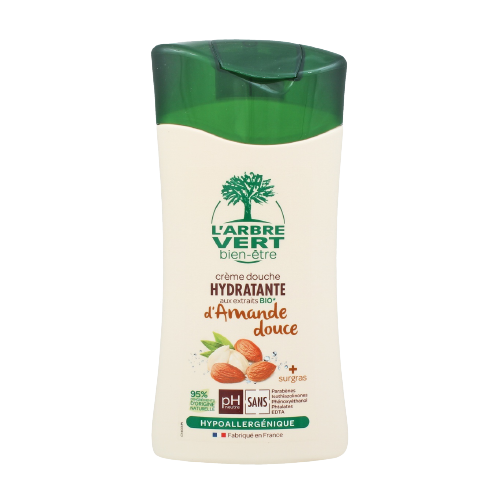 L'ARBRE
VERT
bien-être
crème douche
HYDRATANTE
aux extraits BIO*
d'Amande
douce
+
surgras
95%
D'ORIGINE
NATURELLE
pH
neutre
SANS
Parabènes
Isothiazolinones
Phénoxyéthanol
Phtalates
EDTA
HYPOALLERGÉNIQUE
Fabriqué en France